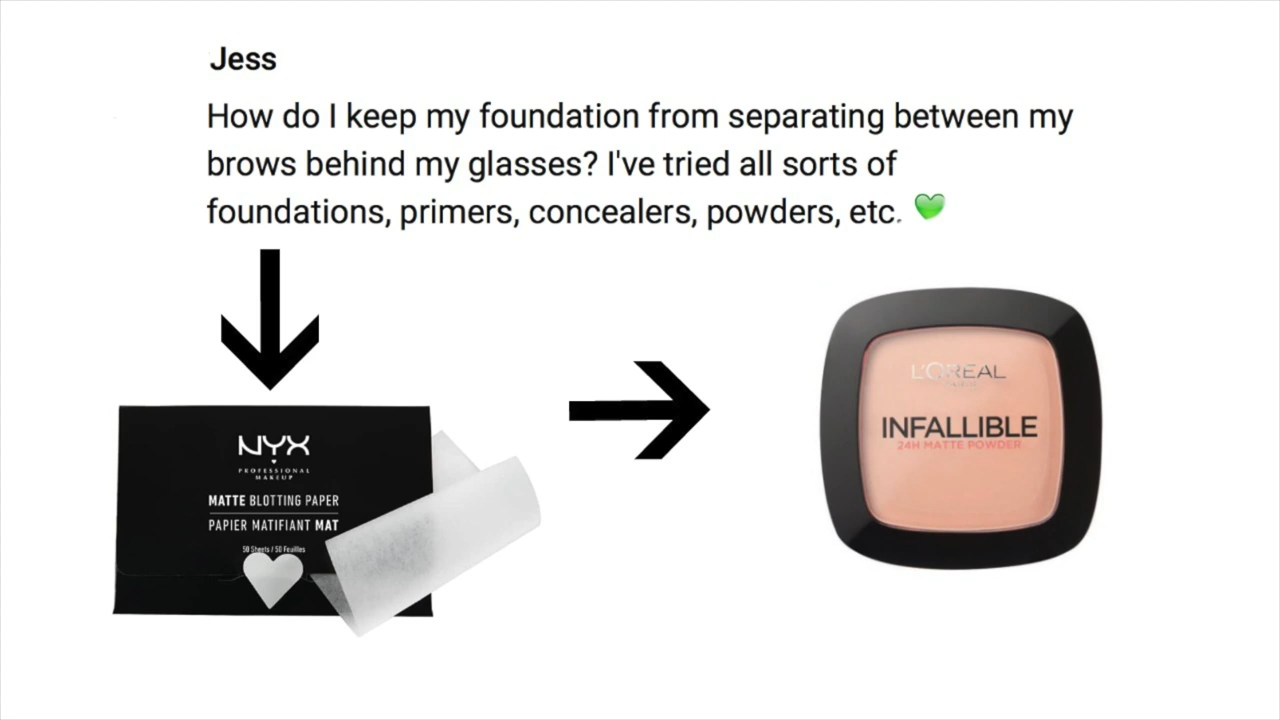 Jess
How do I keep my foundation from separating between my
brows behind my glasses? I've tried all sorts of
foundations, primers, concealers, powders, etc. 💚
NYX
PROFESSIONAL
MAKEUP
MATTE BLOTTING PAPER
PAPIER MATIFIANT MAT
50 Sheets / 50 Feuilles
L'ORÉAL
INFALLIBLE
24H MATTE POWDER